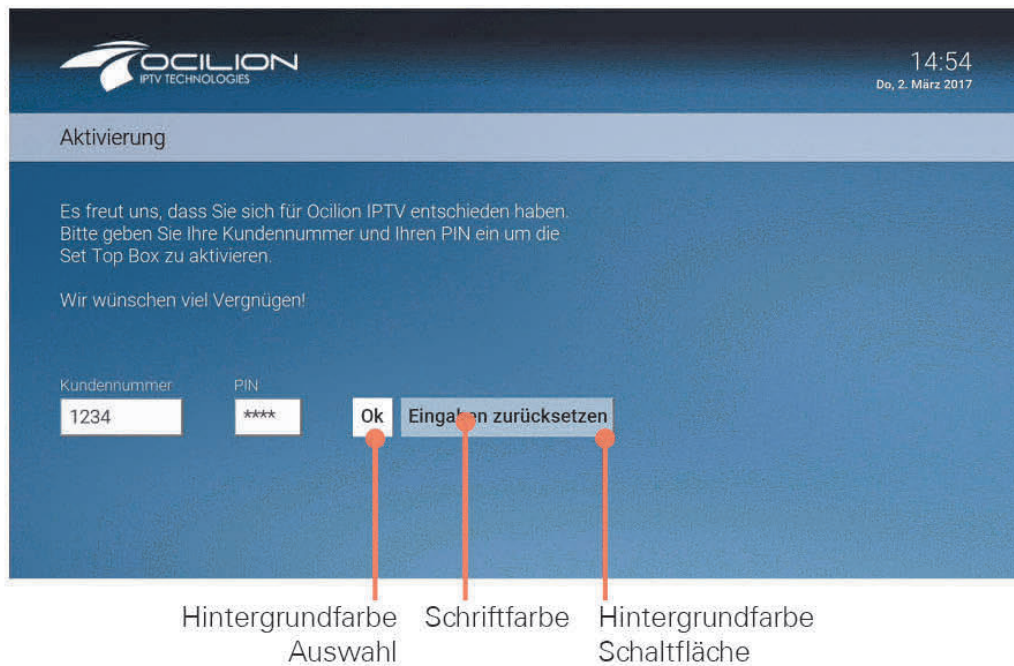 OCILION
IPTV TECHNOLOGIES
14:54
Do, 2. März 2017
Aktivierung
Es freut uns, dass Sie sich für Ocilion IPTV entschieden haben.
Bitte geben Sie Ihre Kundennummer und Ihren PIN ein um die
Set Top Box zu aktivieren.
Wir wünschen viel Vergnügen!
Kundennummer PIN
1234 **** Ok Eingaben zurücksetzen
Hintergrundfarbe Schriftfarbe Hintergrundfarbe
Auswahl Schaltfläche